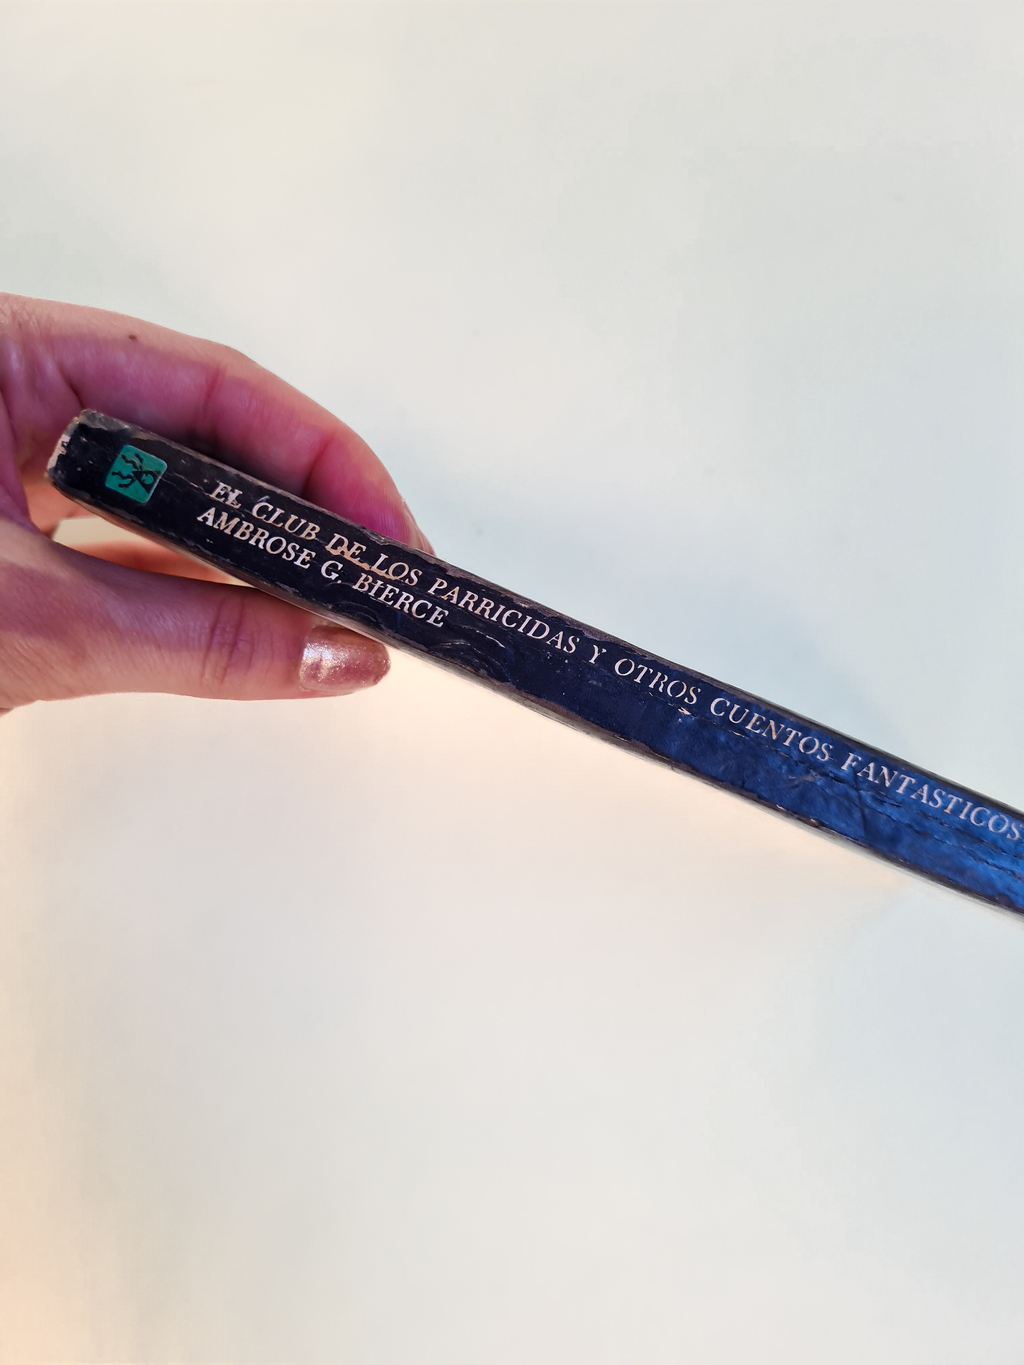 EL CLUB DE LOS PARRICIDAS Y OTROS CUENTOS FANTASTICOS
AMBROSE G. BIERCE